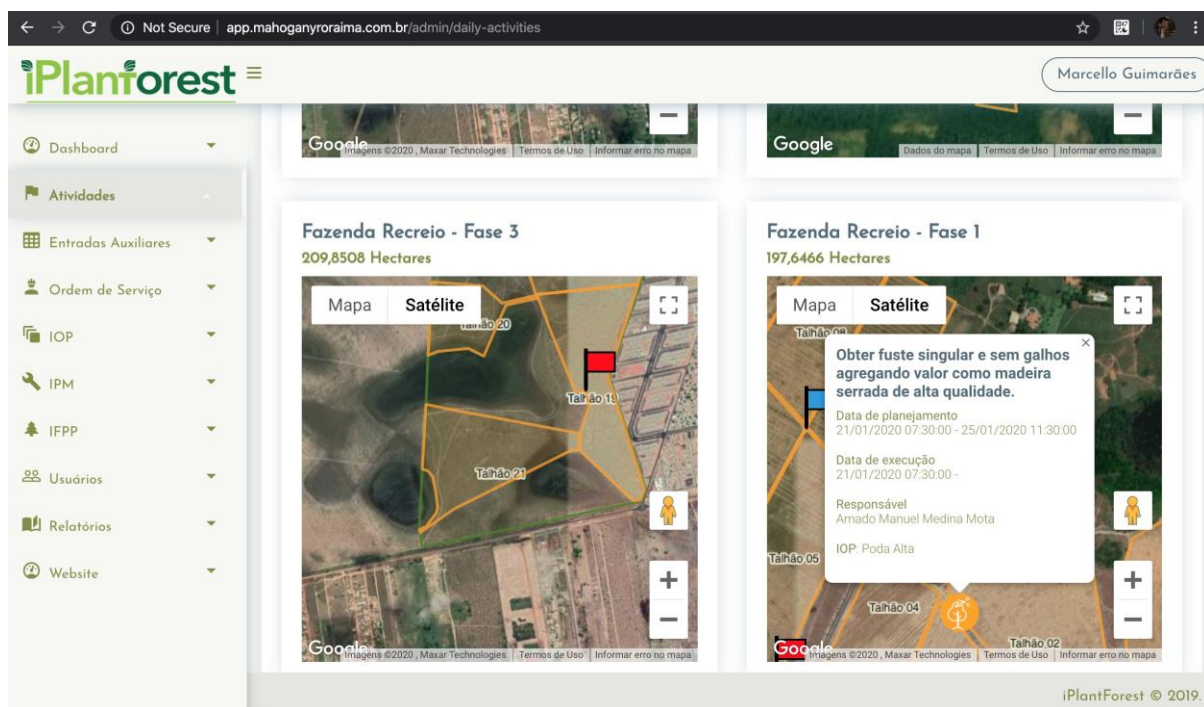 Not Secure | app.mahoganyroraima.com.br/admin/daily-activities
iPlantforest
Marcello Guimarães
Dashboard
Atividades
Entradas Auxiliares
Ordem de Serviço
IOP
IPM
IFPP
Usuários
Relatórios
Website
Google
Imagens ©2020 , Maxar Technologies
Termos de Uso
Informar erro no mapa
Google
Dados do mapa
Termos de Uso
Informar erro no mapa
Fazenda Recreio - Fase 3
209,8508 Hectares
Mapa
Satélite
Talhão 20
Talhão 19
Talhão 21
Google
Imagens ©2020 , Maxar Technologies
Termos de Uso
Informar erro no mapa
Fazenda Recreio - Fase 1
197,6466 Hectares
Mapa
Satélite
Talhão 08
Obter fuste singular e sem galhos
agregando valor como madeira
serrada de alta qualidade.
Data de planejamento
21/01/2020 07:30:00 - 25/01/2020 11:30:00
Data de execução
21/01/2020 07:30:00 -
Responsável
Amado Manuel Medina Mota
IOP: Poda Alta
Talhão 05
Talhão 04
Talhão 02
Google
Imagens ©2020 , Maxar Technologies
Termos de Uso
Informar erro no mapa
iPlantForest © 2019.